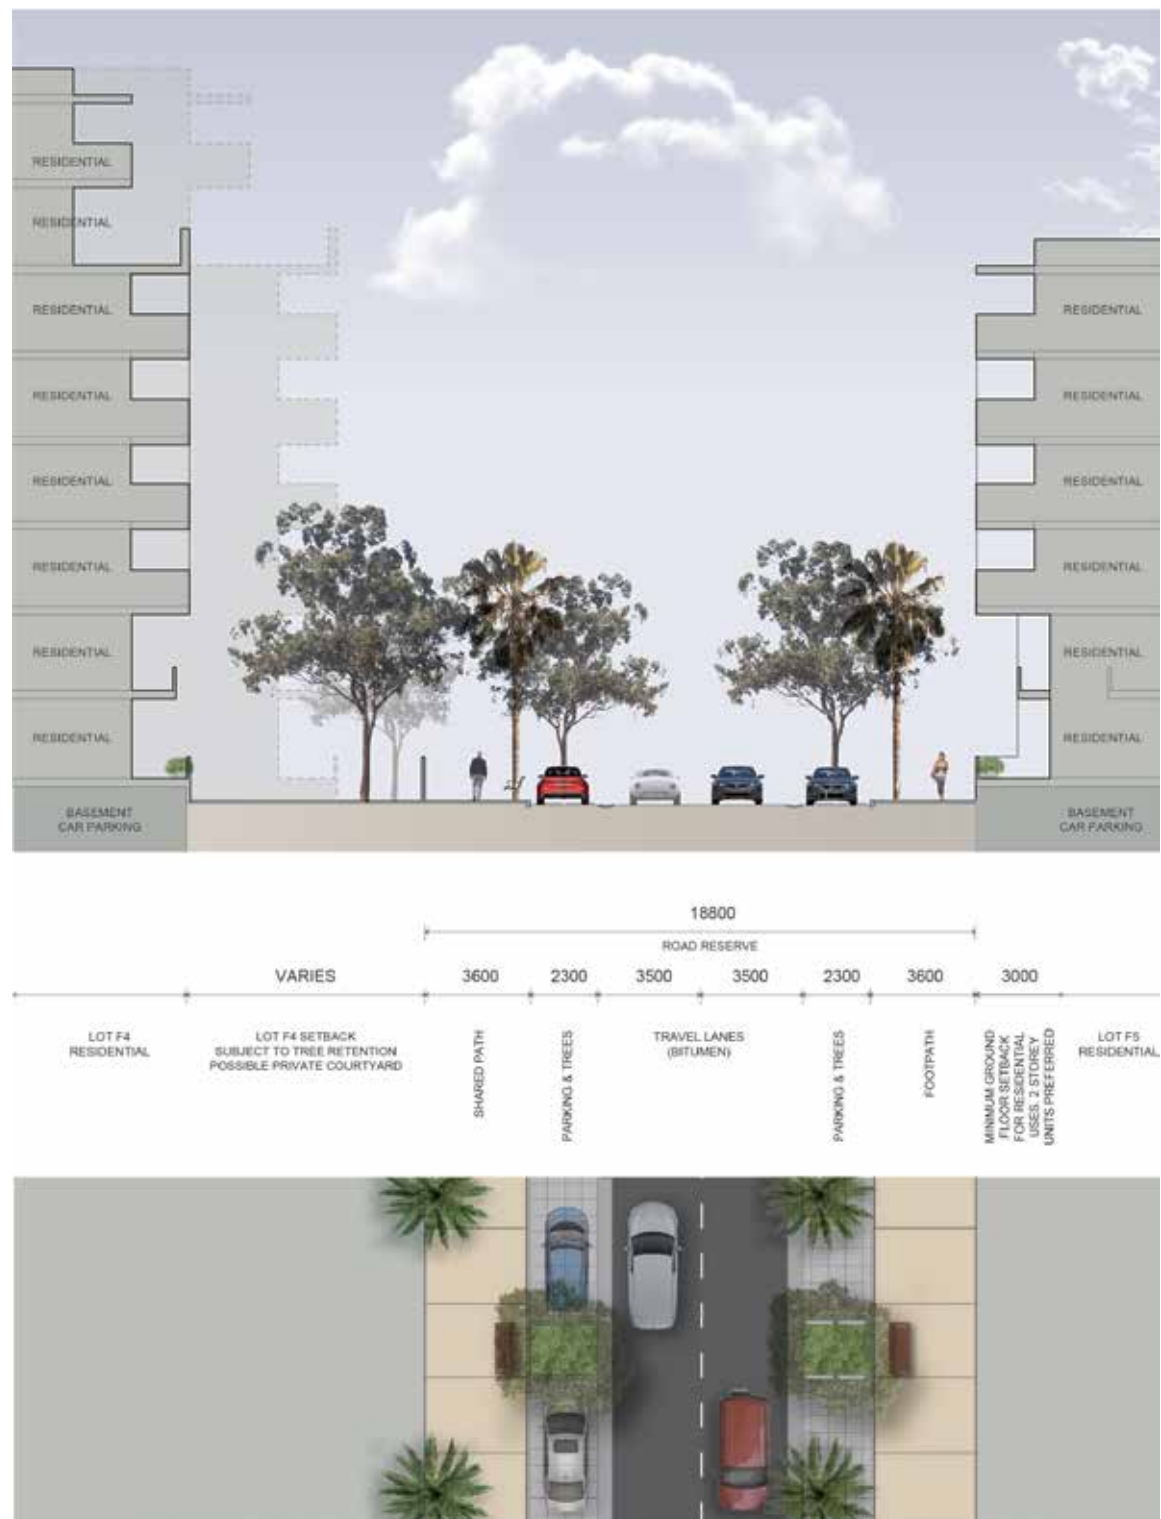 RESIDENTIAL
RESIDENTIAL
RESIDENTIAL
RESIDENTIAL
RESIDENTIAL
RESIDENTIAL
RESIDENTIAL
RESIDENTIAL
BASEMENT
CAR PARKING
RESIDENTIAL
RESIDENTIAL
RESIDENTIAL
RESIDENTIAL
RESIDENTIAL
RESIDENTIAL
BASEMENT
CAR PARKING
18800
ROAD RESERVE
VARIES
3600
2300
3500
3500
2300
3600
3000
LOT F4
RESIDENTIAL
LOT F4 SETBACK
SUBJECT TO TREE RETENTION
POSSIBLE PRIVATE COURTYARD
SHARED PATH
PARKING & TREES
TRAVEL LANES
(BITUMEN)
PARKING & TREES
FOOTPATH
MINIMUM GROUND
FLOOR SETBACK
FOR RESIDENTIAL
USES. 2 STOREY
UNITS PREFERRED
LOT F5
RESIDENTIAL